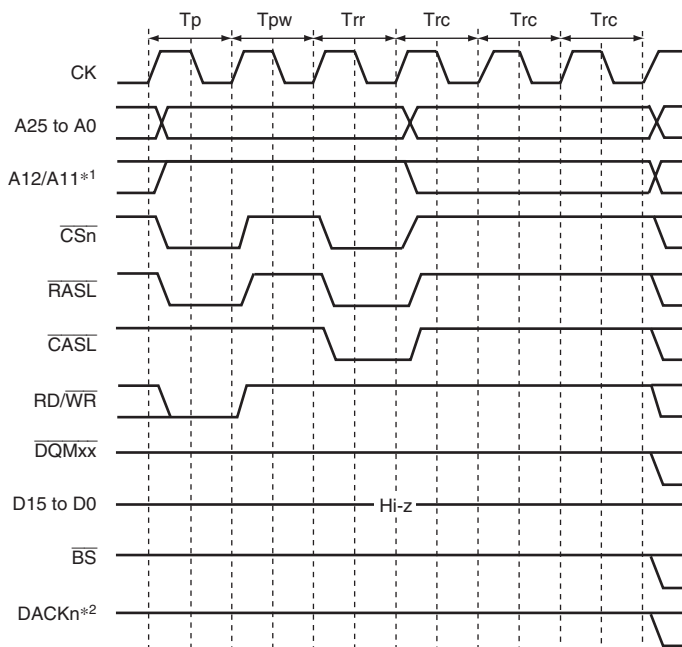 Tp Tpw Trr Trc Trc Trc
CK
A25 to A0
A12/A11*1
CSn
RASL
CASL
RD/WR
DQMxx
D15 to D0 Hi-z
BS
DACKn*2